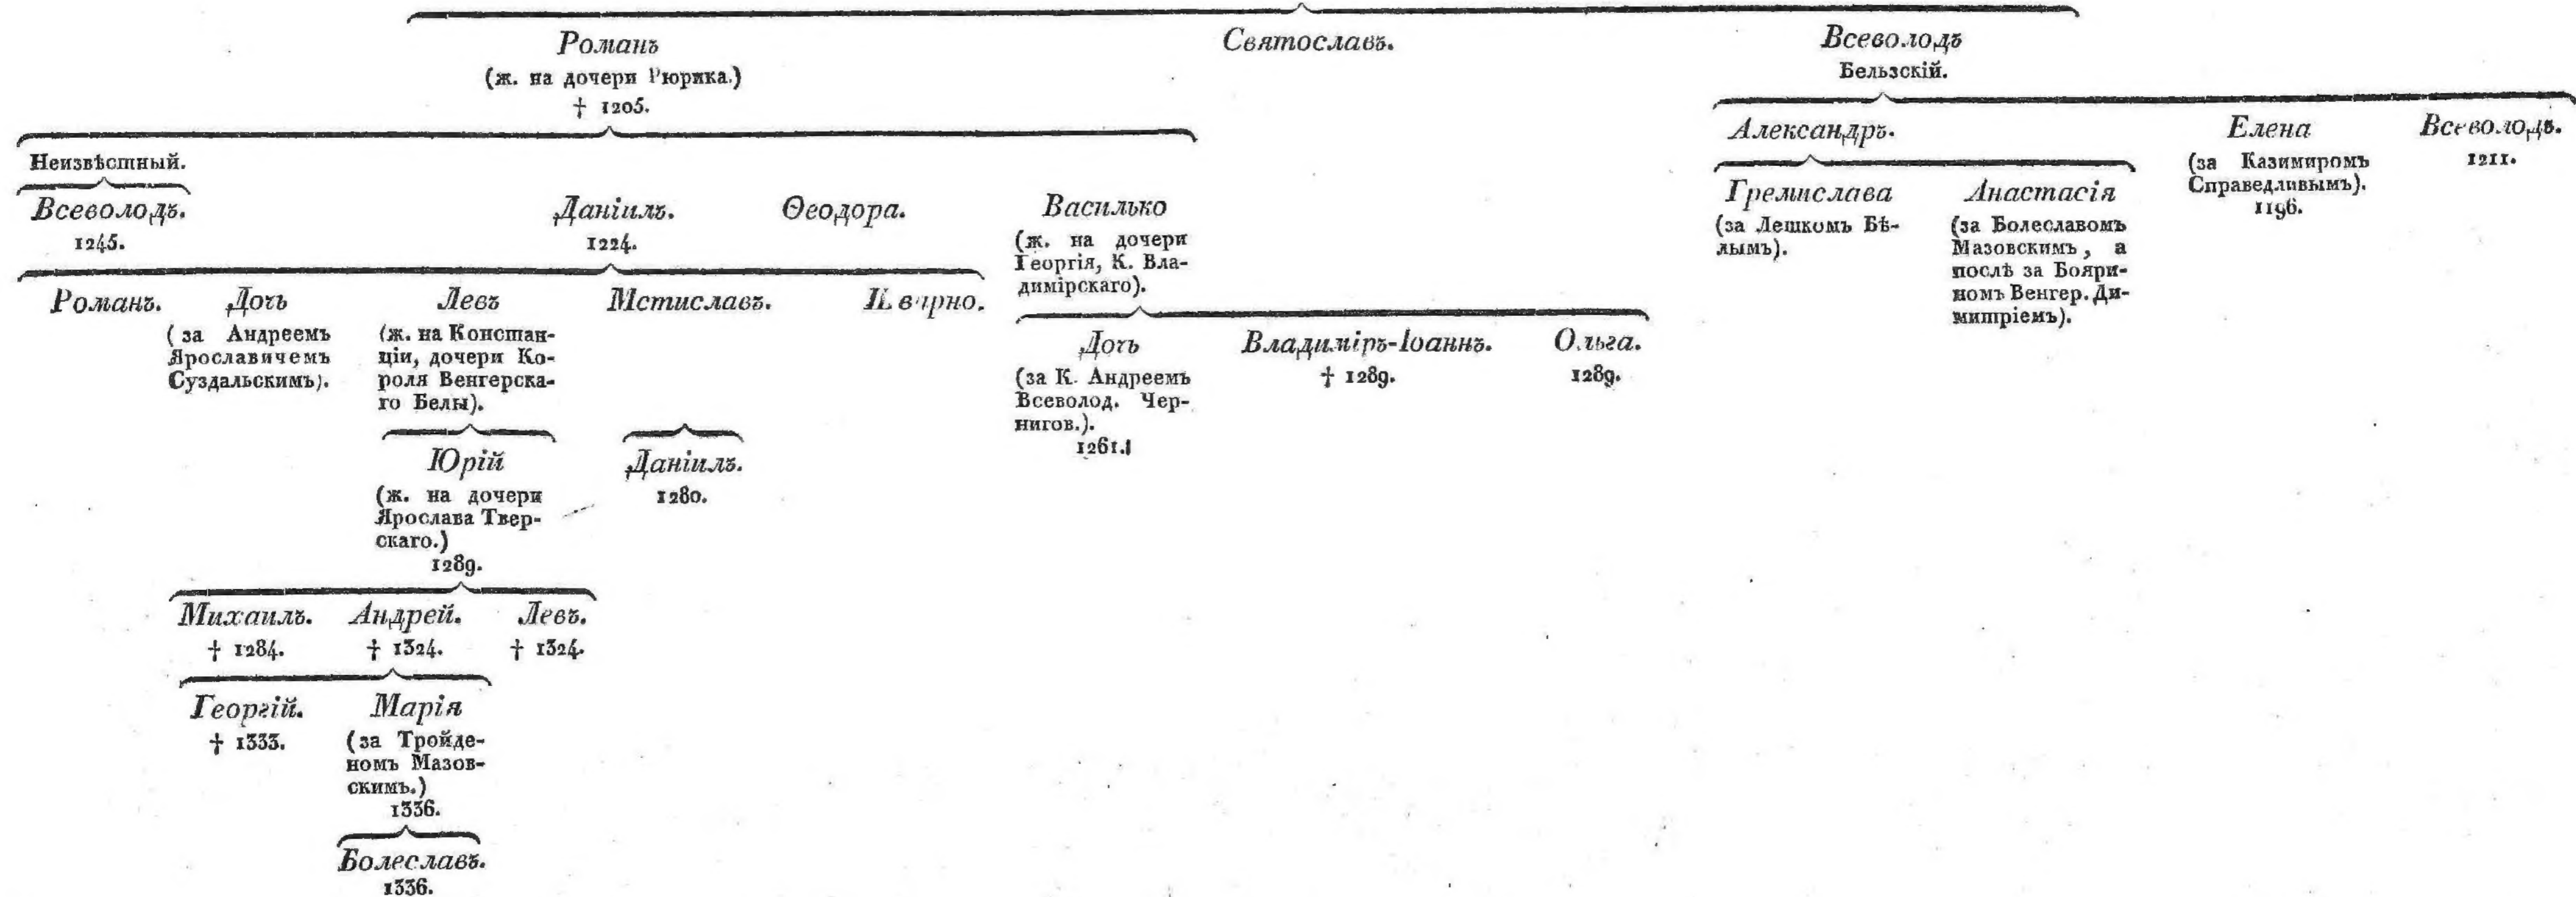 Романъ
(ж. на дочери Рюрика.)
† 1205.
Святославъ.
Всеволодъ
Бельзскій.
Неизвѣстный.
Всеволодъ.
1245.
Даніилъ.
1224.
Ѳеодора.
Василько
(ж. на дочери
Георгія, К. Вла-
димірскаго).
Александръ.
Елена
(за Казимиромъ
Справедливымъ).
1196.
Всеволодъ.
1211.
Гремислава
(за Лешкомъ Бѣ-
лымъ).
Анастасія
(за Болеславомъ
Мазовскимъ, а
послѣ за Бояри-
номъ Венгер. Ди-
митріемъ).
Романъ.
Дочь
(за Андреемъ
Ярославичемъ
Суздальскимъ).
Левъ
(ж. на Констан-
ціи, дочери Ко-
роля Венгерска-
го Белы).
Мстиславъ.
Шварно.
Дочь
(за К. Андреемъ
Всеволод. Чер-
нигов.).
1261.
Владиміръ-Іоаннъ.
† 1289.
Ольга.
1289.
Юрій
(ж. на дочери
Ярослава Твер-
скаго.)
1289.
Даніилъ.
1280.
Михаилъ.
† 1284.
Андрей.
† 1324.
Левъ.
† 1324.
Георгій.
† 1333.
Марія
(за Тройде-
номъ Мазов-
скимъ.)
1336.
Болеславъ.
1336.